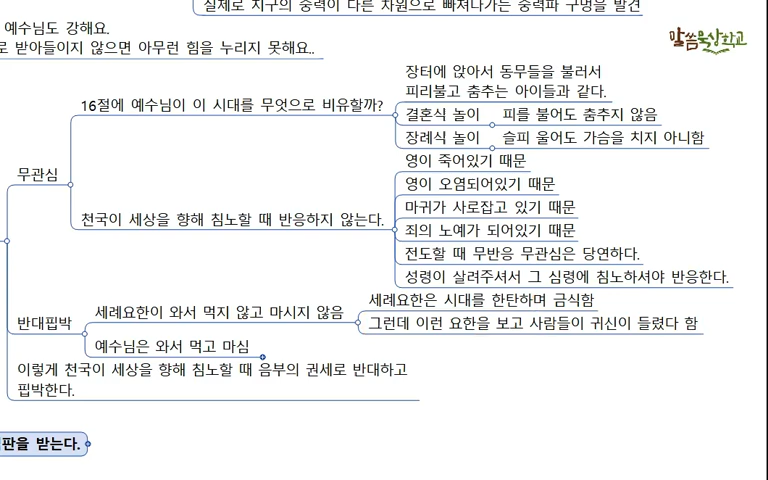 실제로 지구의 중력이 다른 차원으로 빠져나가는 중력파 구멍을 발견
예수님도 강해요.
로 받아들이지 않으면 아무런 힘을 누리지 못해요..
말씀묵상학교
장터에 앉아서 동무들을 불러서
피리불고 춤추는 아이들과 같다.
16절에 예수님이 이 시대를 무엇으로 비유할까?
결혼식 놀이 피를 불어도 춤추지 않음
장례식 놀이 슬피 울어도 가슴을 치지 아니함
무관심
영이 죽어있기 때문
영이 오염되어있기 때문
마귀가 사로잡고 있기 때문
천국이 세상을 향해 침노할 때 반응하지 않는다.
죄의 노예가 되어있기 때문
전도할 때 무반응 무관심은 당연하다.
성령이 살려주셔서 그 심령에 침노하셔야 반응한다.
반대핍박
세례요한이 와서 먹지 않고 마시지 않음
세례요한은 시대를 한탄하며 금식함
그런데 이런 요한을 보고 사람들이 귀신이 들렸다 함
예수님은 와서 먹고 마심
이렇게 천국이 세상을 향해 침노할 때 음부의 권세로 반대하고
핍박한다.
판을 받는다.